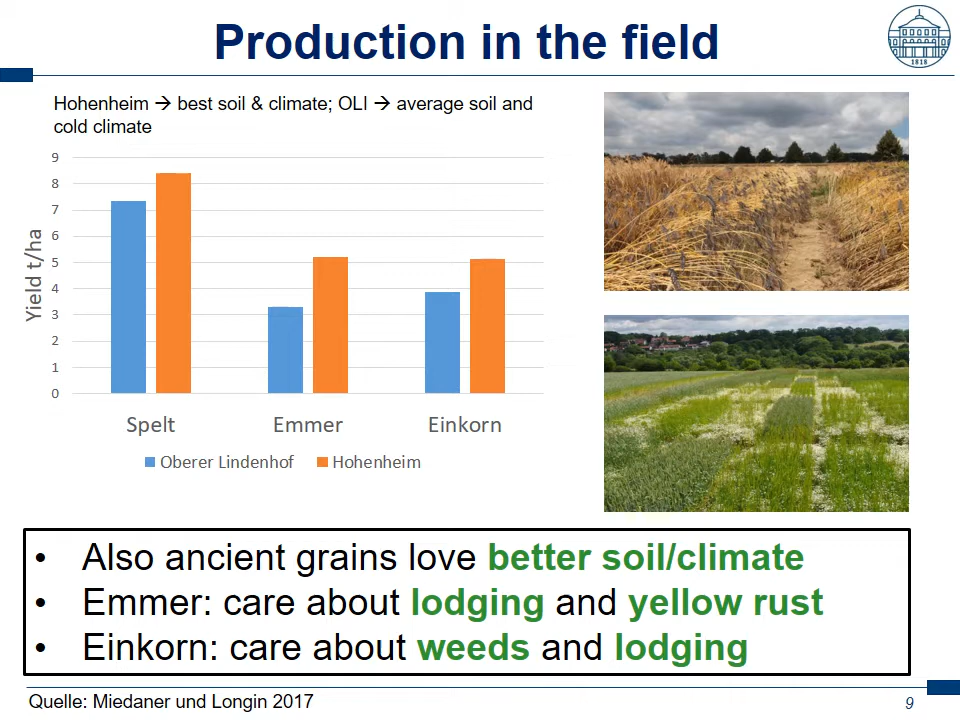 Production in the field
1818
Hohenheim → best soil & climate; OLI → average soil and
cold climate
Yield t/ha
9
8
7
6
5
4
3
2
1
0
Spelt
Emmer
Einkorn
Oberer Lindenhof
Hohenheim
• Also ancient grains love better soil/climate
• Emmer: care about lodging and yellow rust
• Einkorn: care about weeds and lodging
Quelle: Miedaner und Longin 2017
9